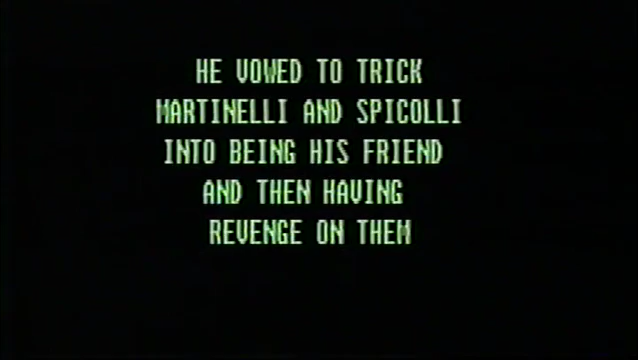 HE VOWED TO TRICK
MARTINELLI AND SPICOLLI
INTO BEING HIS FRIEND
AND THEN HAVING
REVENGE ON THEM